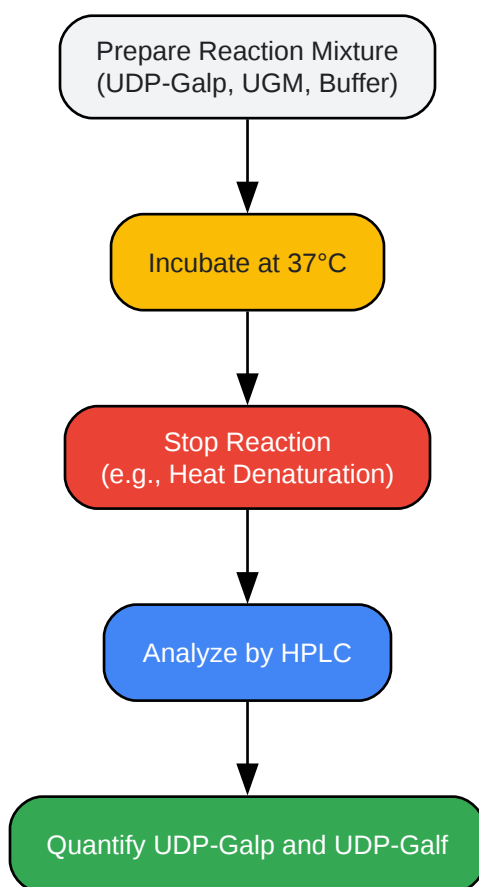 Prepare Reaction Mixture
(UDP-Galp, UGM, Buffer)
Incubate at 37°C
Stop Reaction
(e.g., Heat Denaturation)
Analyze by HPLC
Quantify UDP-Galp and UDP-Galf